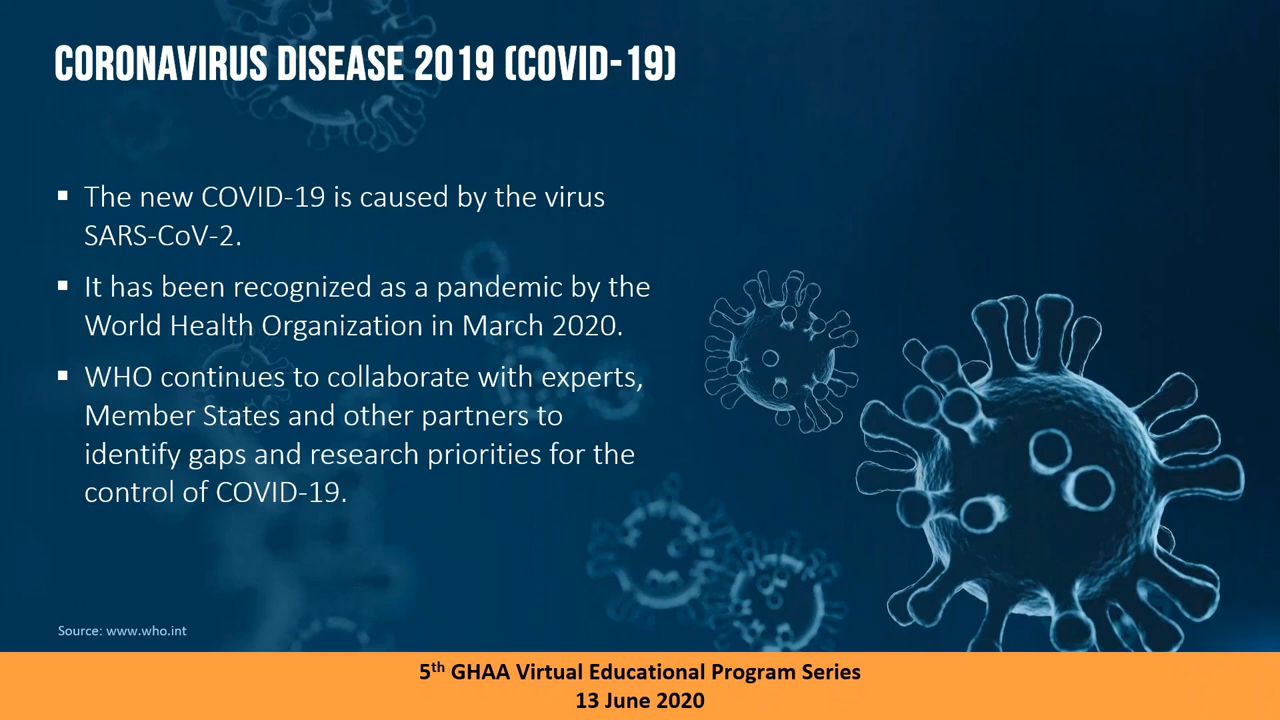 CORONAVIRUS DISEASE 2019 (COVID-19)
▪ The new COVID-19 is caused by the virus
SARS-CoV-2.
▪ It has been recognized as a pandemic by the
World Health Organization in March 2020.
▪ WHO continues to collaborate with experts,
Member States and other partners to
identify gaps and research priorities for the
control of COVID-19.
Source: www.who.int
5th GHAA Virtual Educational Program Series
13 June 2020